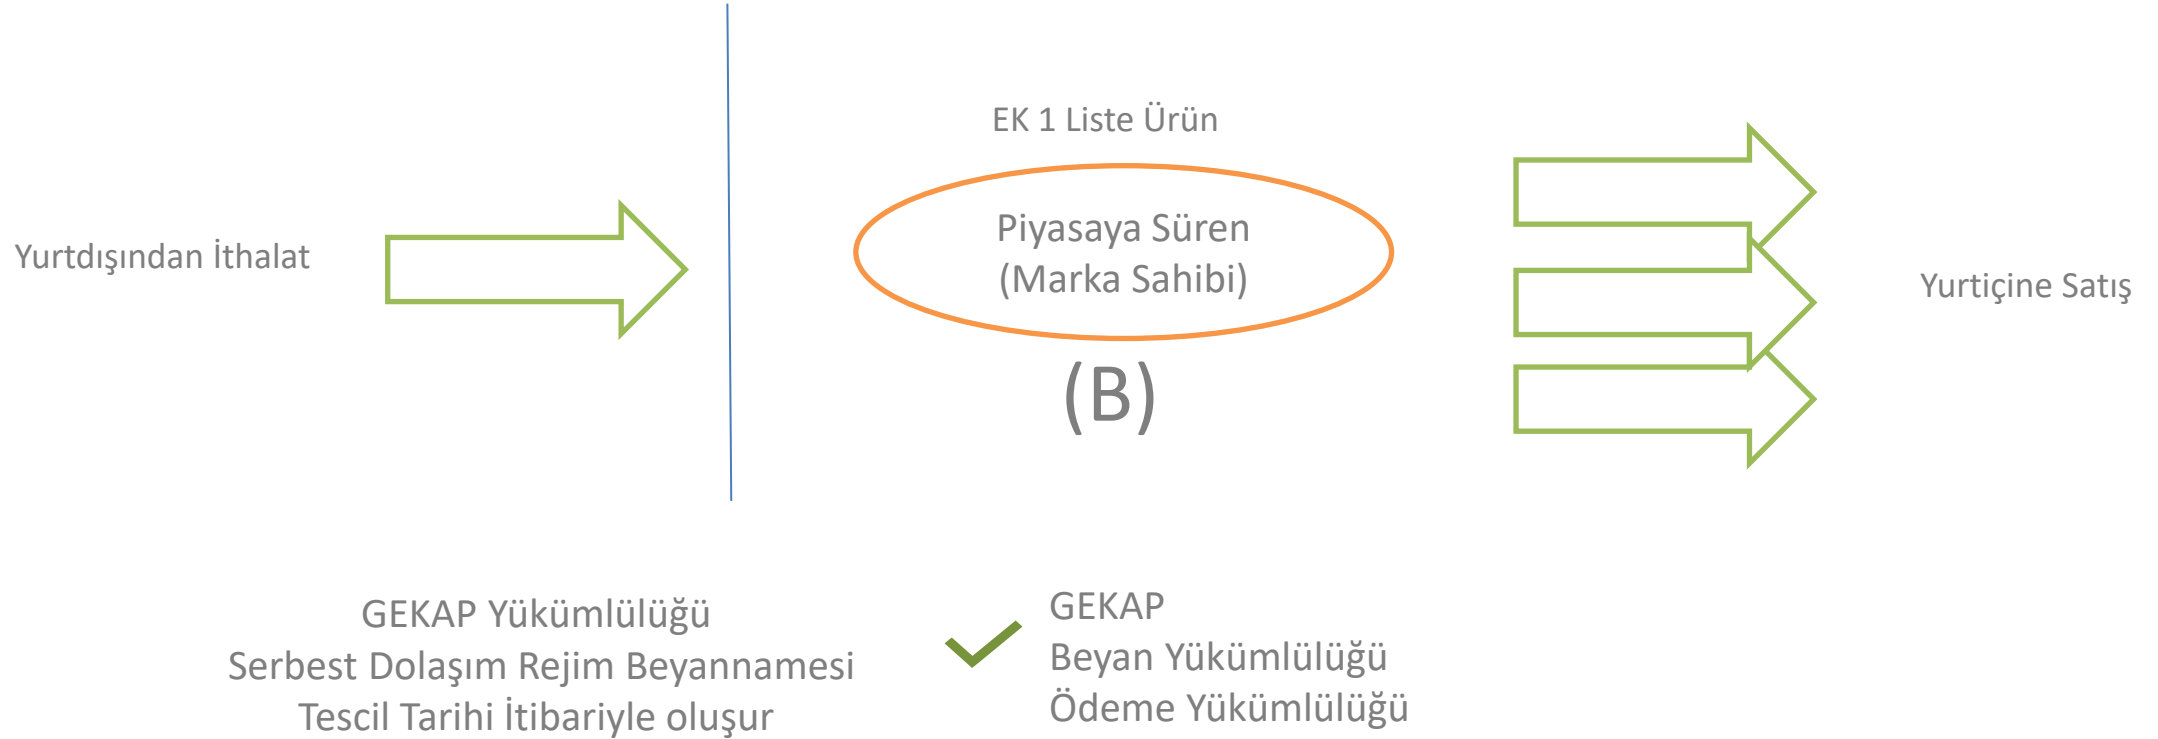 EK 1 Liste Ürün
Yurtdışından İthalat
Piyasaya Süren
(Marka Sahibi)
(B)
Yurtiçine Satış
GEKAP Yükümlülüğü
Serbest Dolaşım Rejim Beyannamesi
Tescil Tarihi İtibariyle oluşur
GEKAP
Beyan Yükümlülüğü
Ödeme Yükümlülüğü